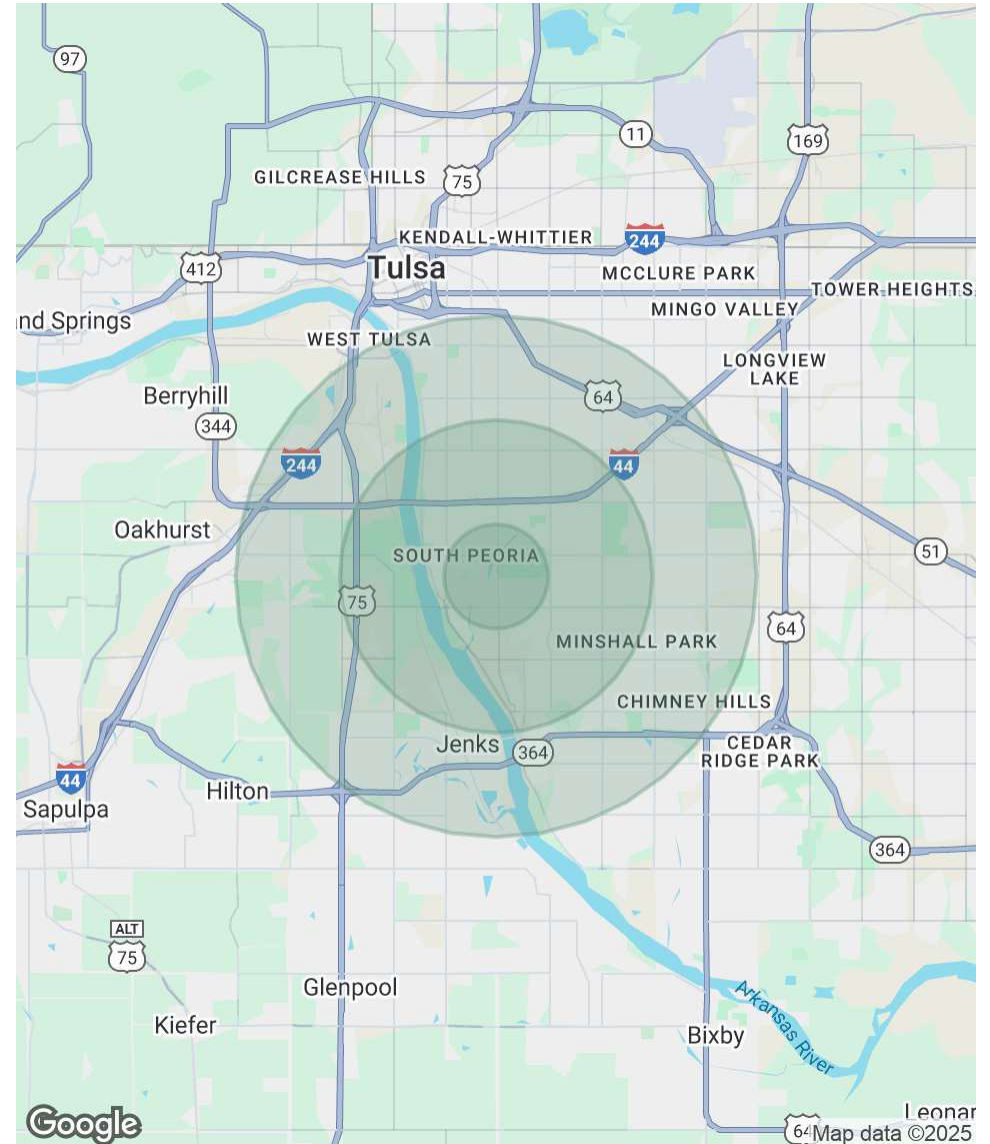 97
11
169
GILCREASE HILLS
75
KENDALL-WHITTIER
244
412
Tulsa
MCCLURE PARK
TOWER HEIGHTS
MINGO VALLEY
nd Springs
WEST TULSA
LONGVIEW
LAKE
Berryhill
64
344
244
44
Oakhurst
SOUTH PEORIA
51
75
64
MINSHALL PARK
CHIMNEY HILLS
Jenks
364
CEDAR
RIDGE PARK
44
Hilton
Sapulpa
364
ALT
75
Glenpool
Arkansas River
Kiefer
Bixby
Leonar
Google
64
Map data ©2025